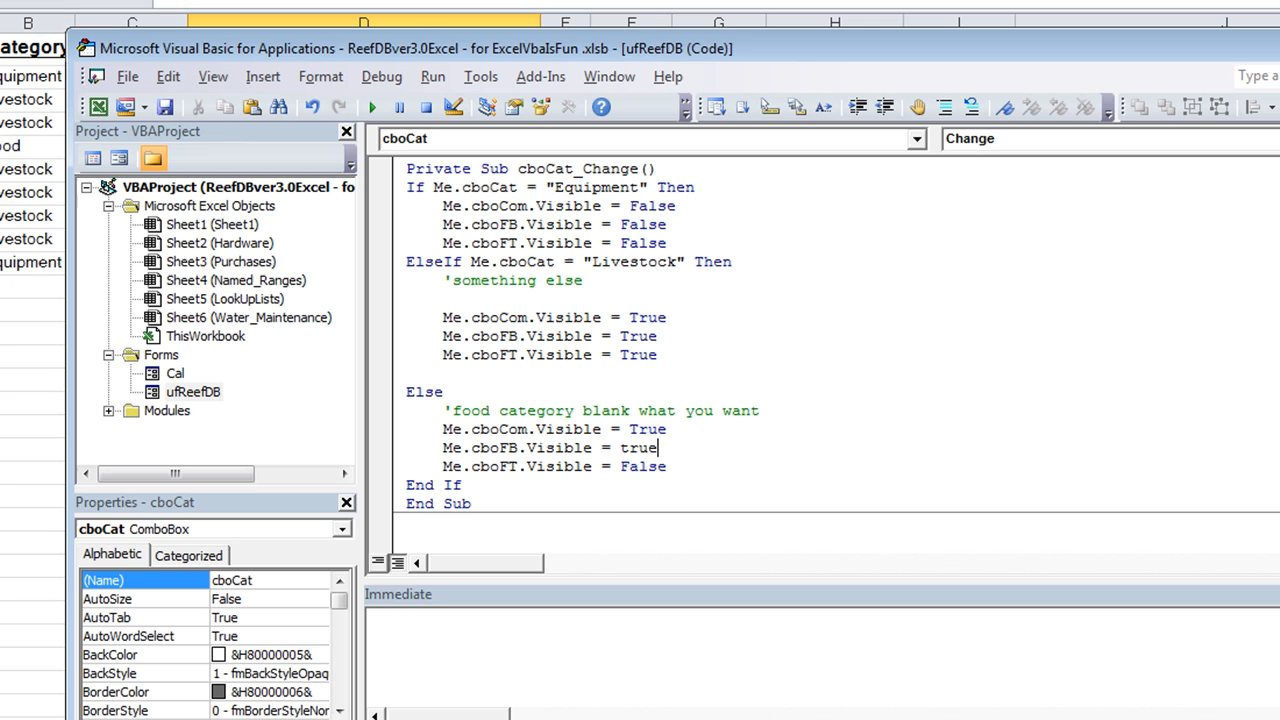 B C D E F G H I J
ategory
quipment
vestock
vestock
ood
vestock
vestock
vestock
vestock
quipment
Microsoft Visual Basic for Applications - ReefDBver3.0Excel - for ExcelVbaIsFun .xlsb - [ufReefDB (Code)]
File Edit View Insert Format Debug Run Tools Add-Ins Window Help
Type a
Project - VBAProject
VBAProject (ReefDBver3.0Excel - fo
Microsoft Excel Objects
Sheet1 (Sheet1)
Sheet2 (Hardware)
Sheet3 (Purchases)
Sheet4 (Named_Ranges)
Sheet5 (LookUpLists)
Sheet6 (Water_Maintenance)
ThisWorkbook
Forms
Cal
ufReefDB
Modules
Properties - cboCat
cboCat ComboBox
Alphabetic Categorized
(Name) cboCat
AutoSize False
AutoTab True
AutoWordSelect True
BackColor &H80000005&
BackStyle 1 - fmBackStyleOpaq
BorderColor &H80000006&
BorderStyle 0 - fmBorderStyleNor
cboCat
Change
Private Sub cboCat_Change()
If Me.cboCat = "Equipment" Then
Me.cboCom.Visible = False
Me.cboFB.Visible = False
Me.cboFT.Visible = False
ElseIf Me.cboCat = "Livestock" Then
'something else
Me.cboCom.Visible = True
Me.cboFB.Visible = True
Me.cboFT.Visible = True
Else
'food category blank what you want
Me.cboCom.Visible = True
Me.cboFB.Visible = true
Me.cboFT.Visible = False
End If
End Sub
Immediate